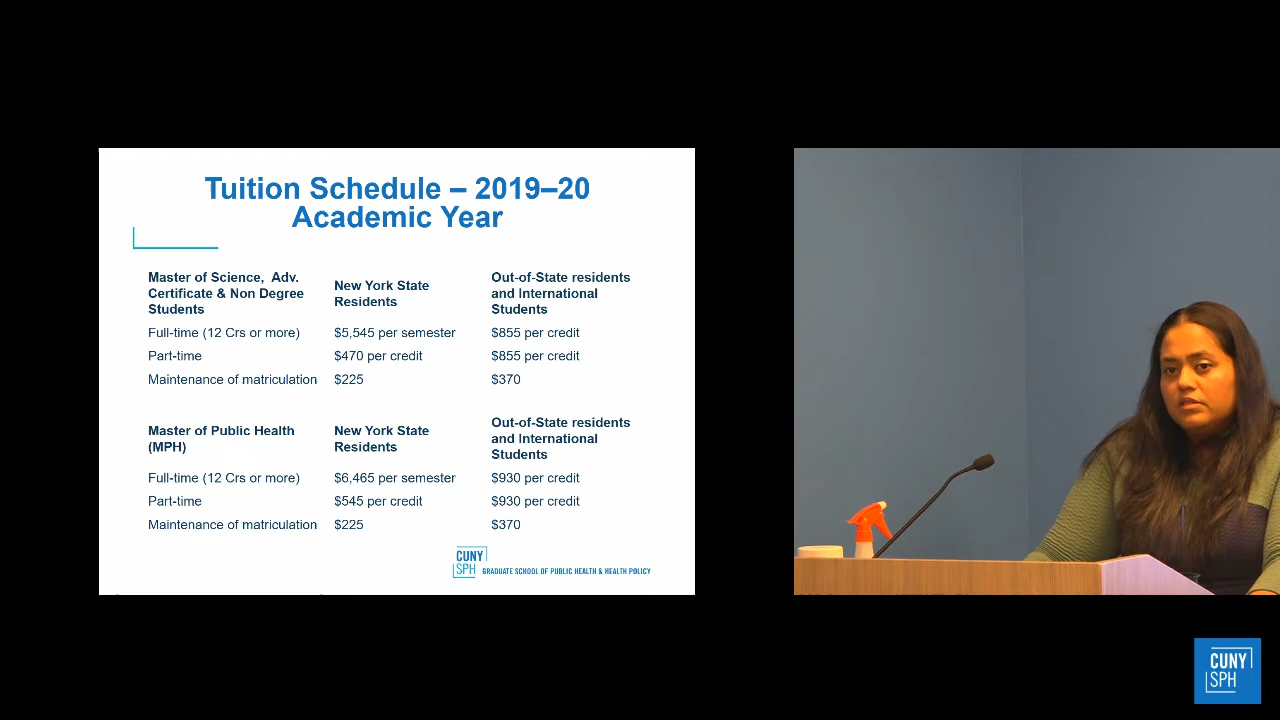 Tuition Schedule – 2019–20
Academic Year
Master of Science, Adv.
Certificate & Non Degree
Students
New York State
Residents
Out-of-State residents
and International
Students
Full-time (12 Crs or more) $5,545 per semester $855 per credit
Part-time $470 per credit $855 per credit
Maintenance of matriculation $225 $370
Master of Public Health
(MPH)
New York State
Residents
Out-of-State residents
and International
Students
Full-time (12 Crs or more) $6,465 per semester $930 per credit
Part-time $545 per credit $930 per credit
Maintenance of matriculation $225 $370
CUNY
SPH GRADUATE SCHOOL OF PUBLIC HEALTH & HEALTH POLICY
CUNY
SPH